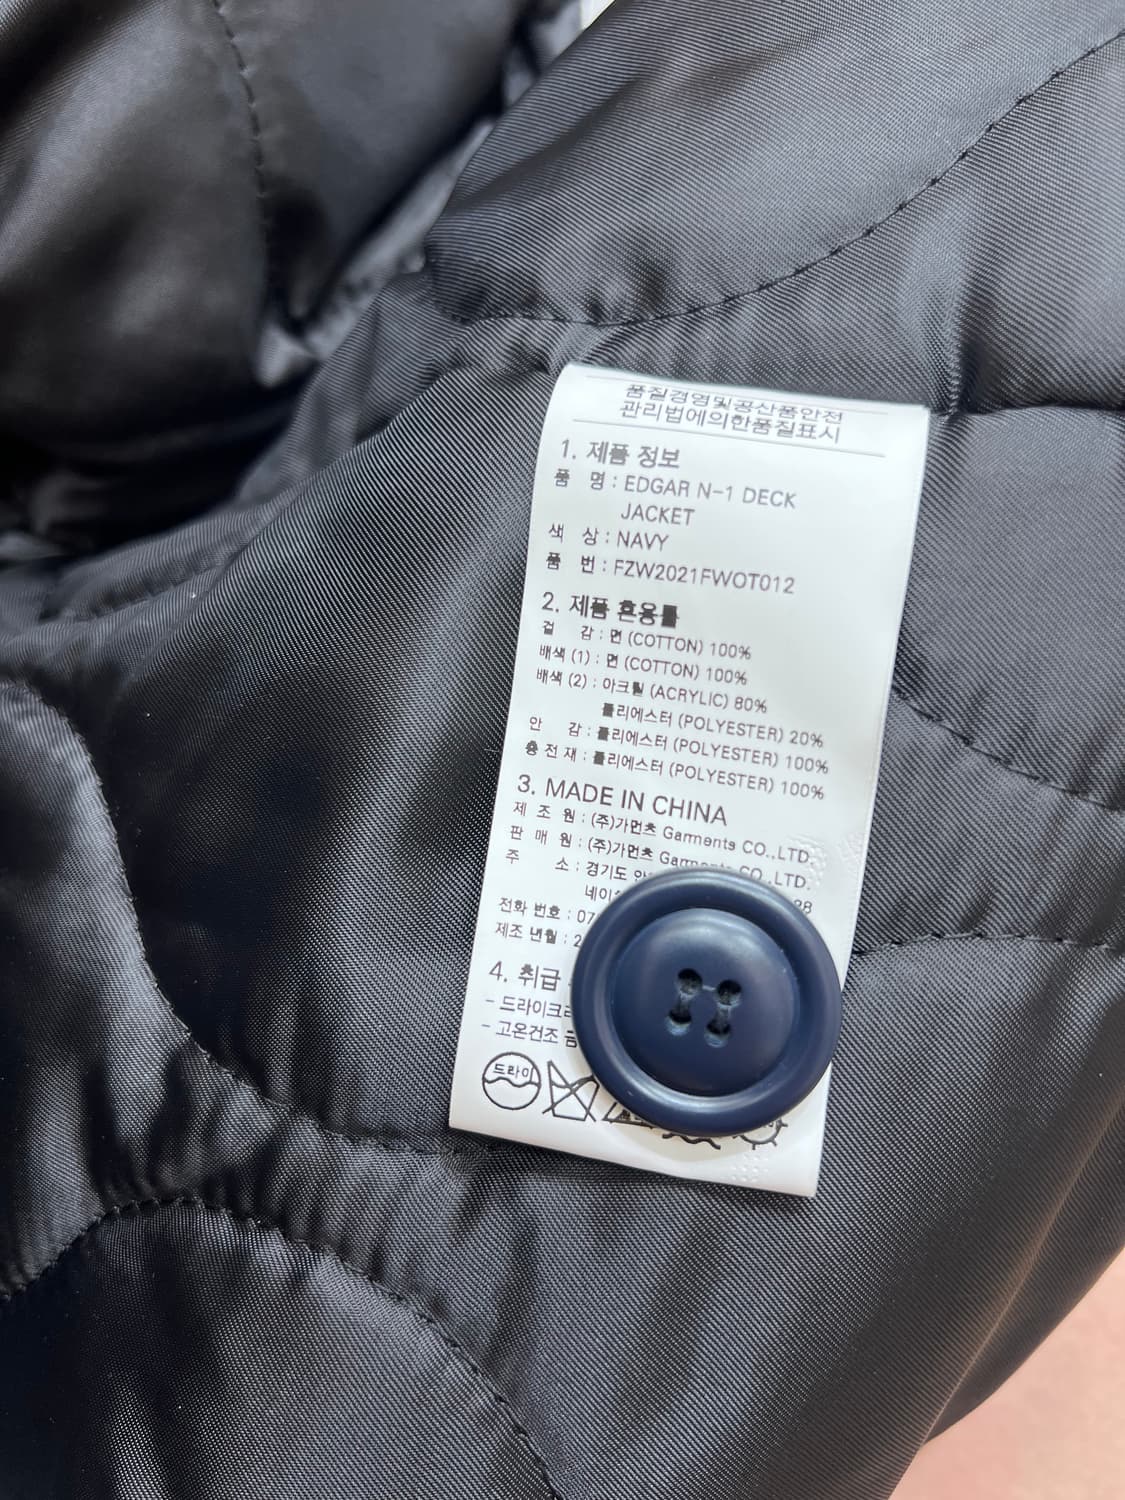 품질경영및공산품안전
관리법에의한품질표시
1. 제품 정보
품 명 : EDGAR N-1 DECK
JACKET
색 상 : NAVY
품 번 : FZW2021FWOT012
2. 제품 혼용률
겉 감 : 면 (COTTON) 100%
배색 (1) : 면 (COTTON) 100%
배색 (2) : 아크릴 (ACRYLIC) 80%
폴리에스터 (POLYESTER) 20%
안 감 : 폴리에스터 (POLYESTER) 100%
충 전 재 : 폴리에스터 (POLYESTER) 100%
3. MADE IN CHINA
제 조 원 : (주)가먼츠 Garments CO.,LTD.
판 매 원 : (주)가먼츠 Garments CO.,LTD.
주 소 : 경기도
전화 번호 : 07
제조 년월 : 2
4. 취급
- 드라이크
- 고온건조
드라이